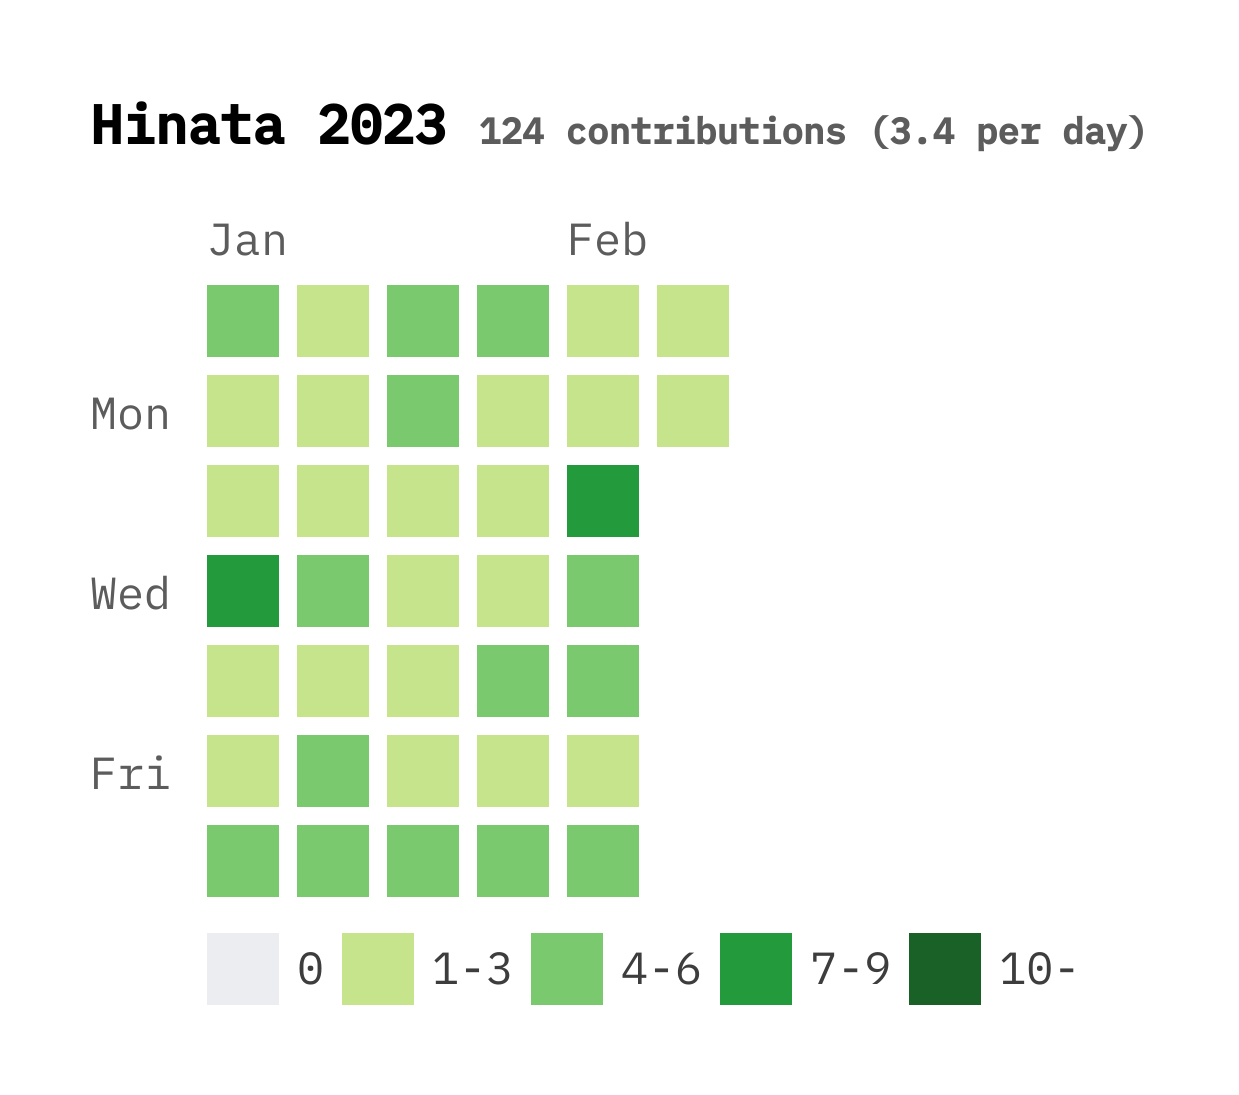 Hinata 2023 124 contributions (3.4 per day)
Jan Feb
Mon
Wed
Fri
0 1-3 4-6 7-9 10-